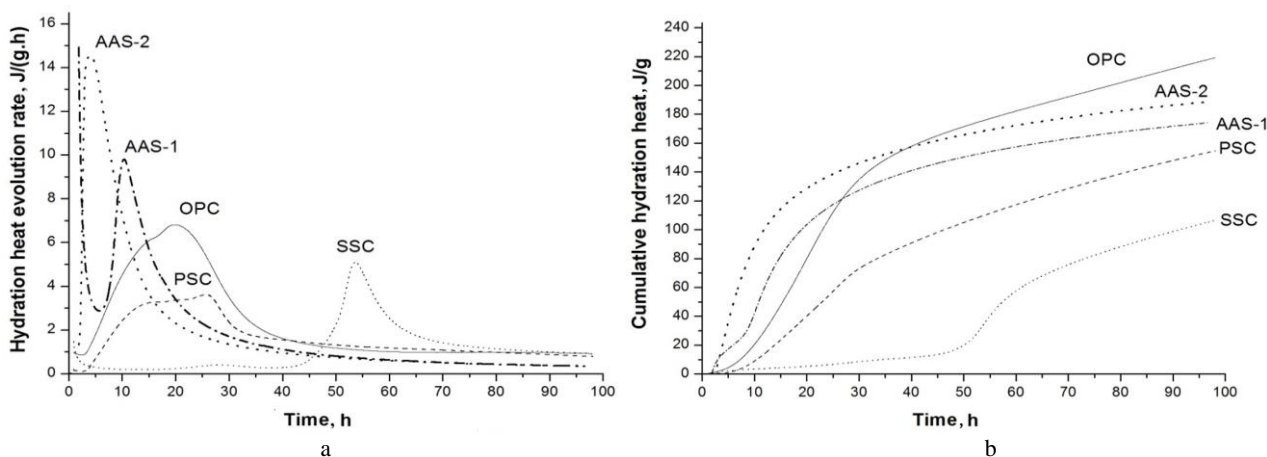 Hydration heat evolution rate, J/(g.h)
16
14
12
10
8
6
4
2
0
AAS-2
AAS-1
OPC
PSC
SSC
0 10 20 30 40 50 60 70 80 90 100
Time, h
a
Cumulative hydration heat, J/g
240
220
200
180
160
140
120
100
80
60
40
20
10
0
OPC
AAS-2
AAS-1
PSC
SSC
0 10 20 30 40 50 60 70 80 90 100
Time, h
b